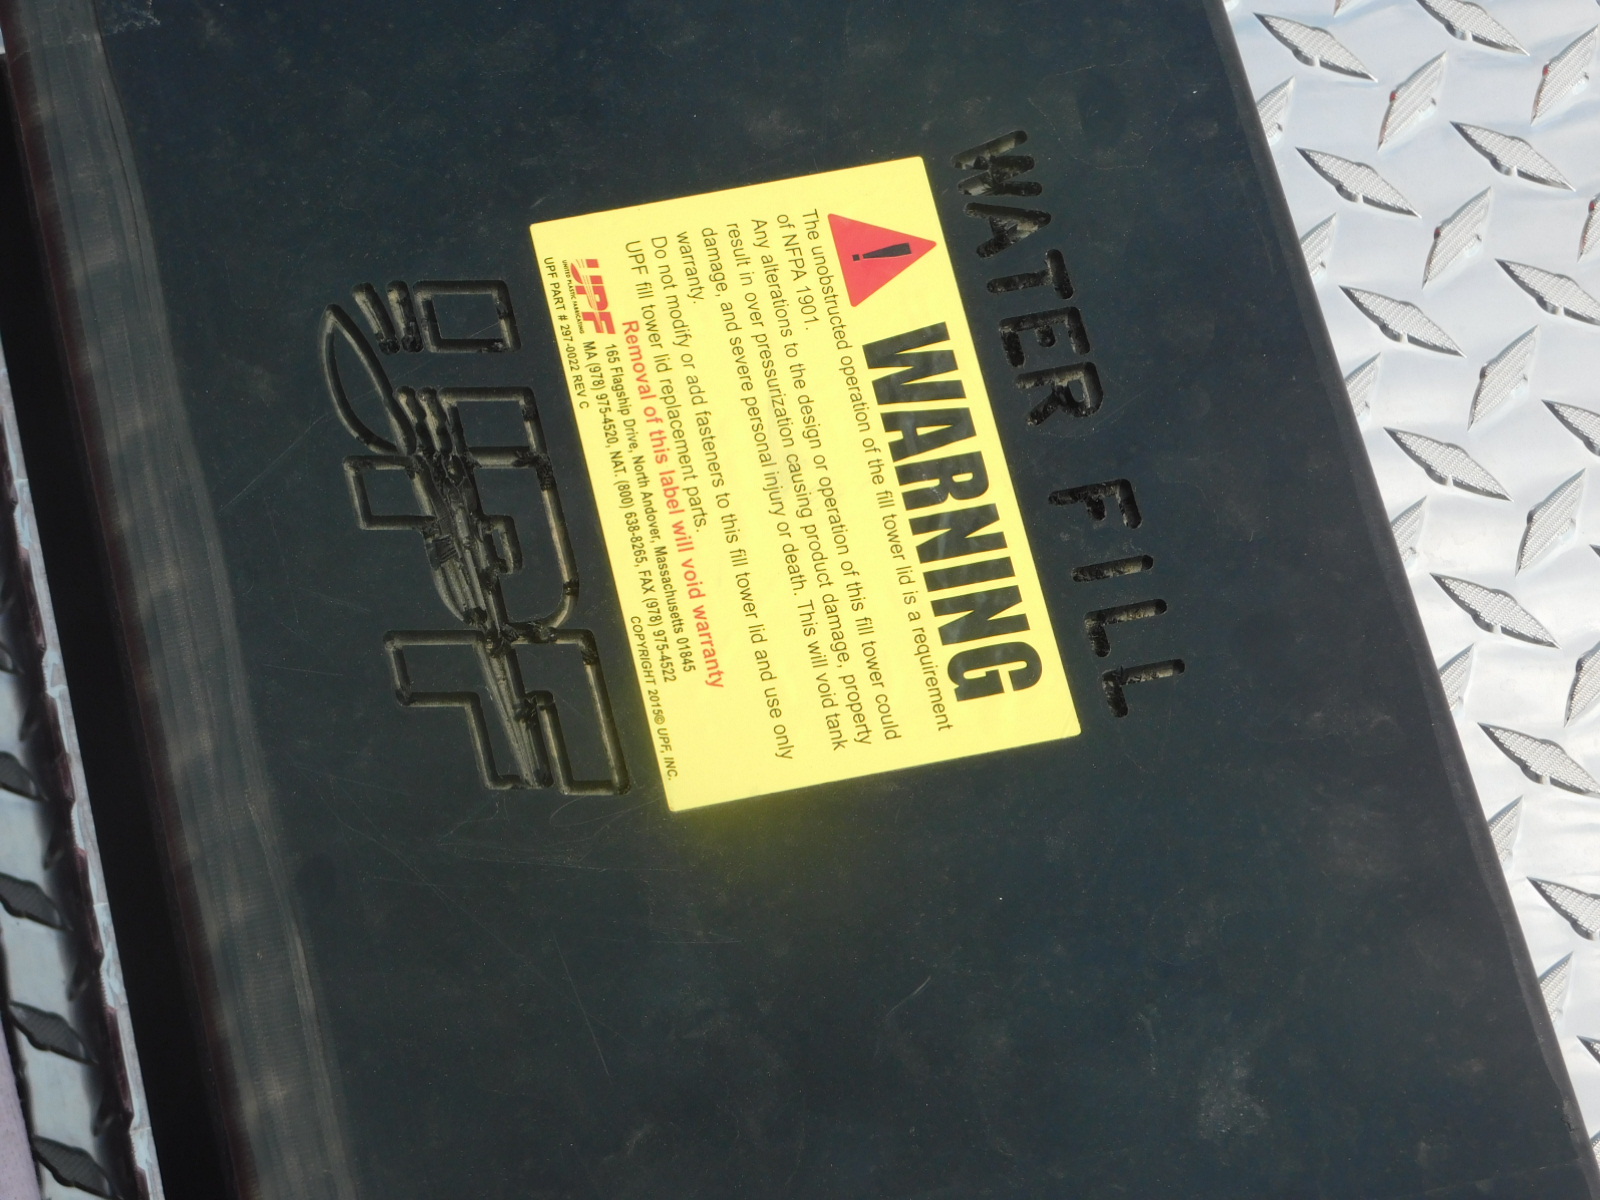 WATER FILL
! WARNING
The unobstructed operation of the fill tower lid is a requirement
of NFPA 1901.
Any alterations to the design or operation of this fill tower could
result in over pressurization causing product damage, property
damage, and severe personal injury or death. This will void tank
warranty.
Do not modify or add fasteners to this fill tower lid and use only
UPF fill tower lid replacement parts.
Removal of this label will void warranty
UPF
UNITED PLASTIC FABRICATING
165 Flagship Drive, North Andover, Massachusetts 01845
MA (978) 975-4520, NAT. (800) 638-8265, FAX (978) 975-4522
UPF PART # 297-0022 REV C
COPYRIGHT 2015© UPF, INC.
UPF